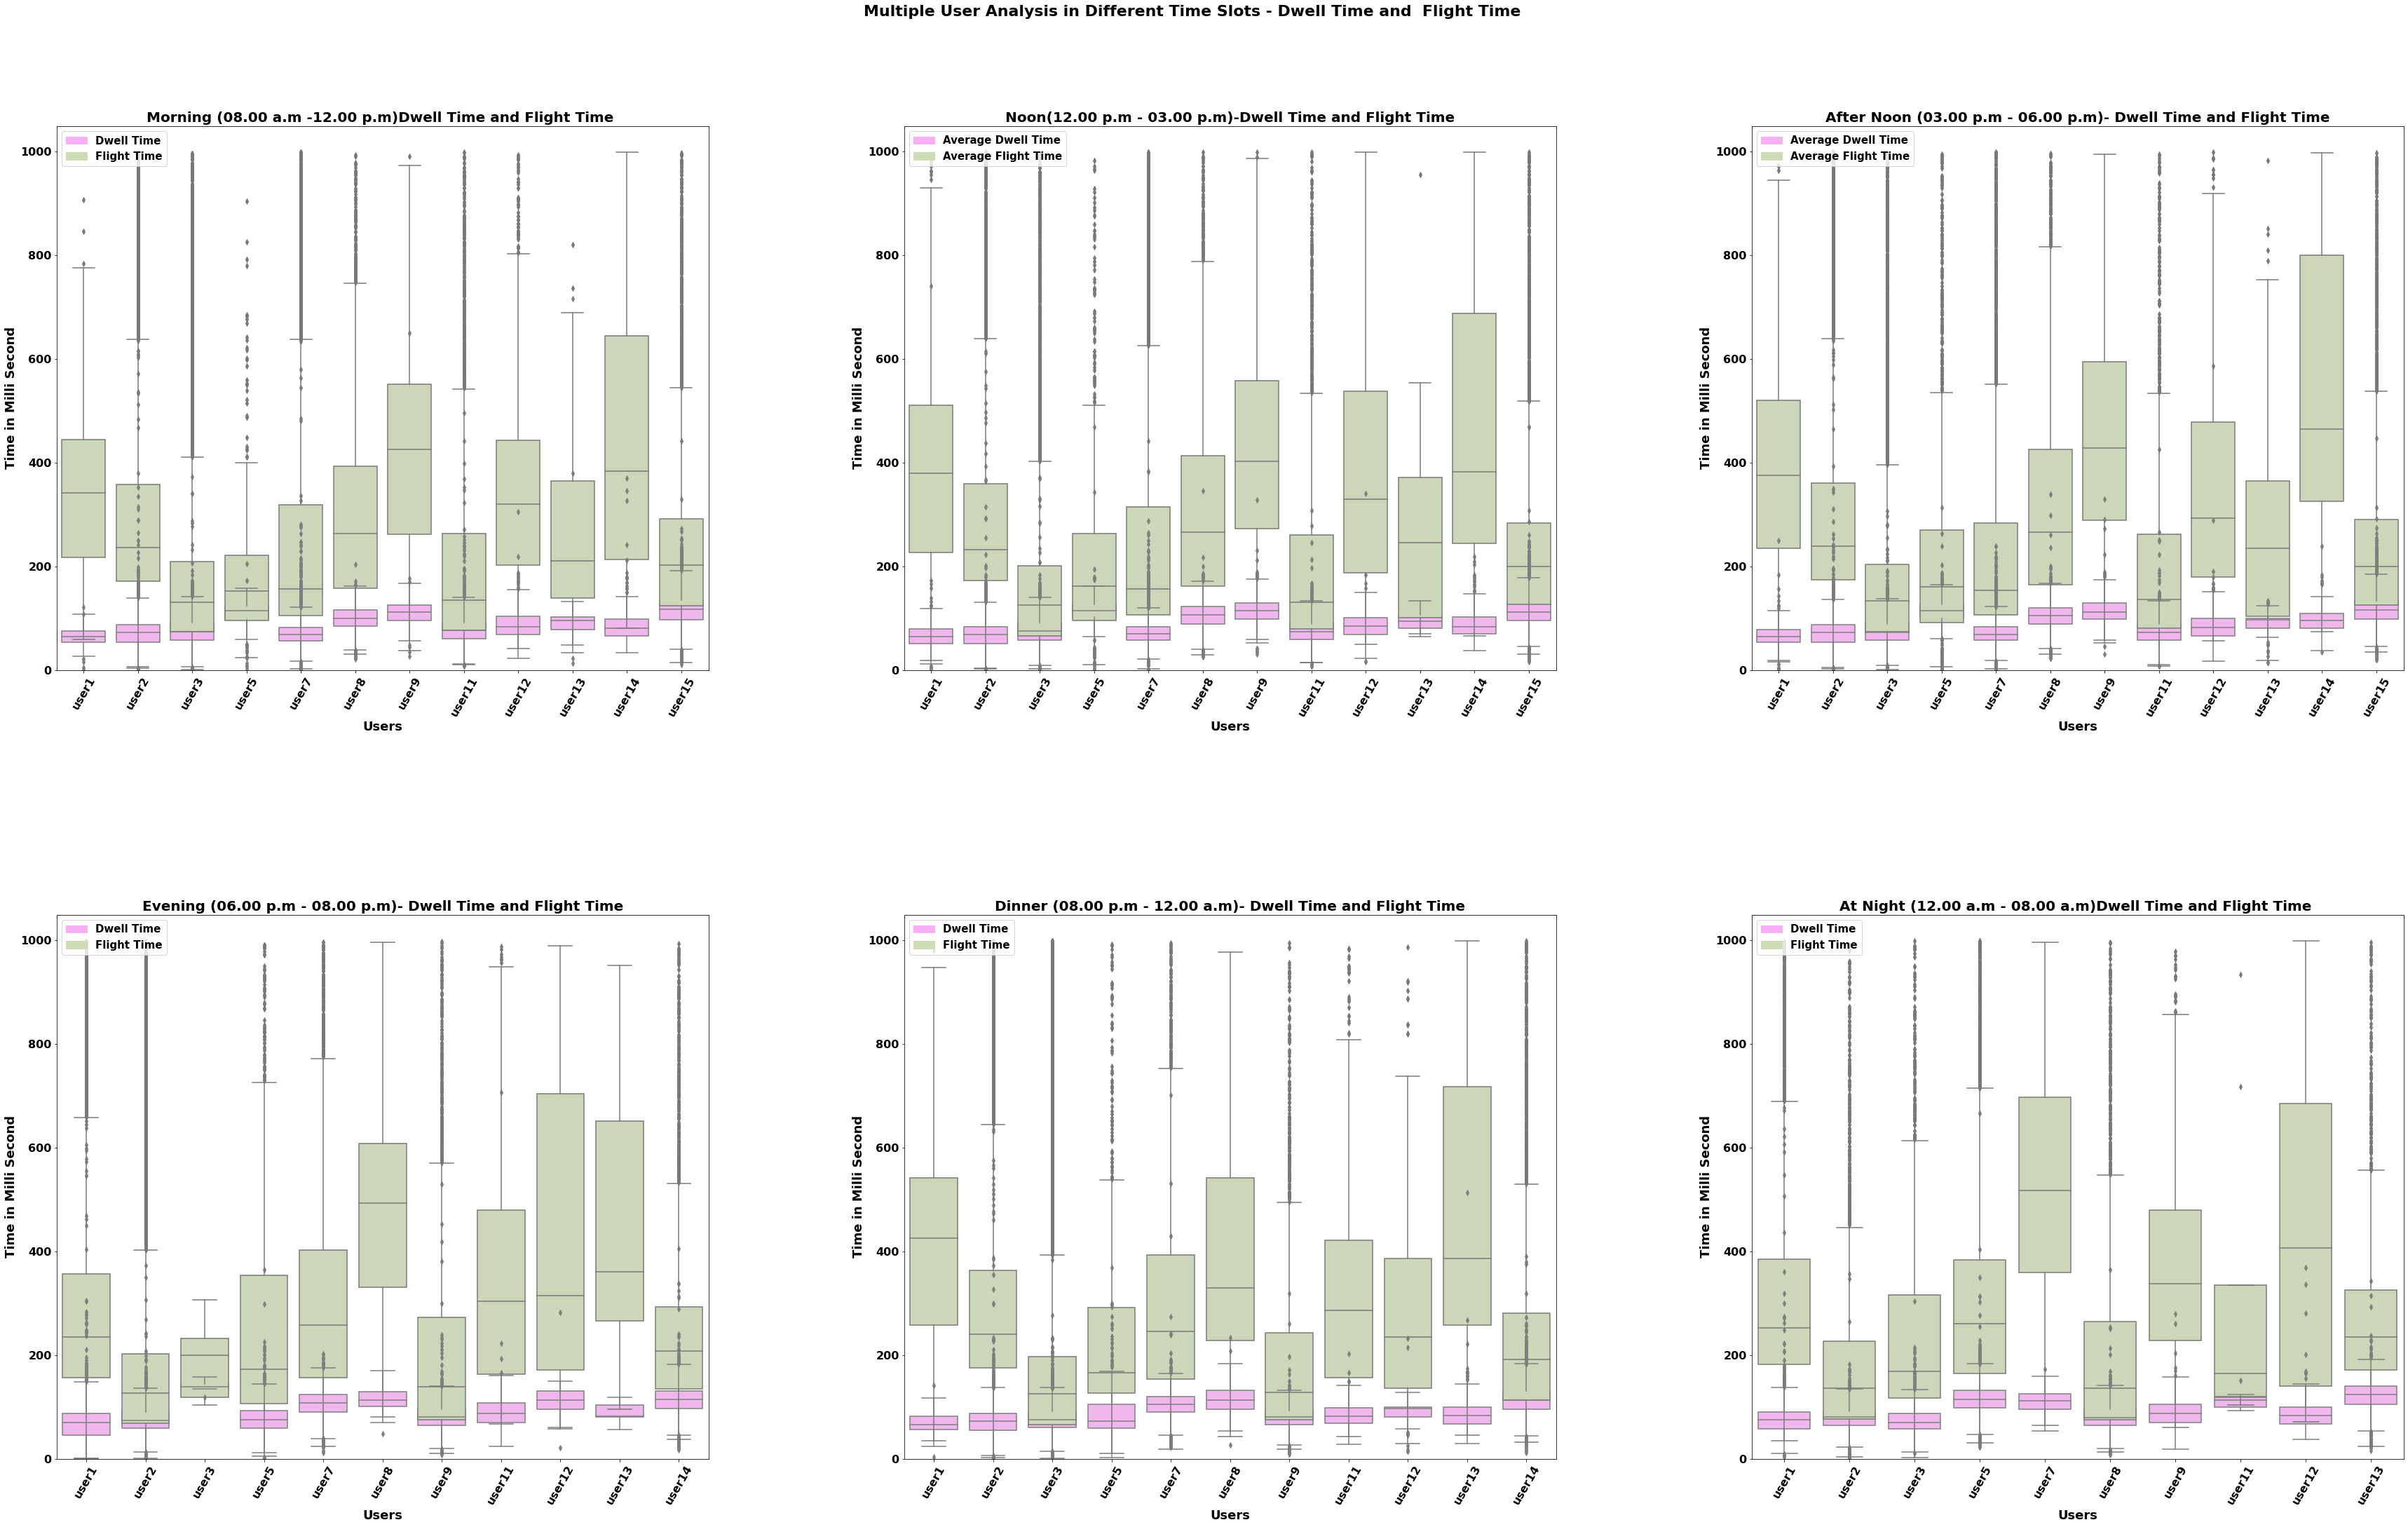 Multiple User Analysis in Different Time Slots - Dwell Time and  Flight Time
Morning (08.00 a.m -12.00 p.m)Dwell Time and Flight Time
Dwell Time
Flight Time
Time in Milli Second
1000
800
600
400
200
0
user1 user2 user3 user5 user7 user8 user9 user11 user12 user13 user14 user15
Users
Noon(12.00 p.m - 03.00 p.m)-Dwell Time and Flight Time
Average Dwell Time
Average Flight Time
Time in Milli Second
1000
800
600
400
200
0
user1 user2 user3 user5 user7 user8 user9 user11 user12 user13 user14 user15
Users
After Noon (03.00 p.m - 06.00 p.m)- Dwell Time and Flight Time
Average Dwell Time
Average Flight Time
Time in Milli Second
1000
800
600
400
200
0
user1 user2 user3 user5 user7 user8 user9 user11 user12 user13 user14 user15
Users
Evening (06.00 p.m - 08.00 p.m)- Dwell Time and Flight Time
Dwell Time
Flight Time
Time in Milli Second
1000
800
600
400
200
0
user1 user2 user3 user5 user7 user8 user9 user11 user12 user13 user14
Users
Dinner (08.00 p.m - 12.00 a.m)- Dwell Time and Flight Time
Dwell Time
Flight Time
Time in Milli Second
1000
800
600
400
200
0
user1 user2 user3 user5 user7 user8 user9 user11 user12 user13 user14
Users
At Night (12.00 a.m - 08.00 a.m)Dwell Time and Flight Time
Dwell Time
Flight Time
Time in Milli Second
1000
800
600
400
200
0
user1 user2 user3 user5 user7 user8 user9 user11 user12 user13
Users